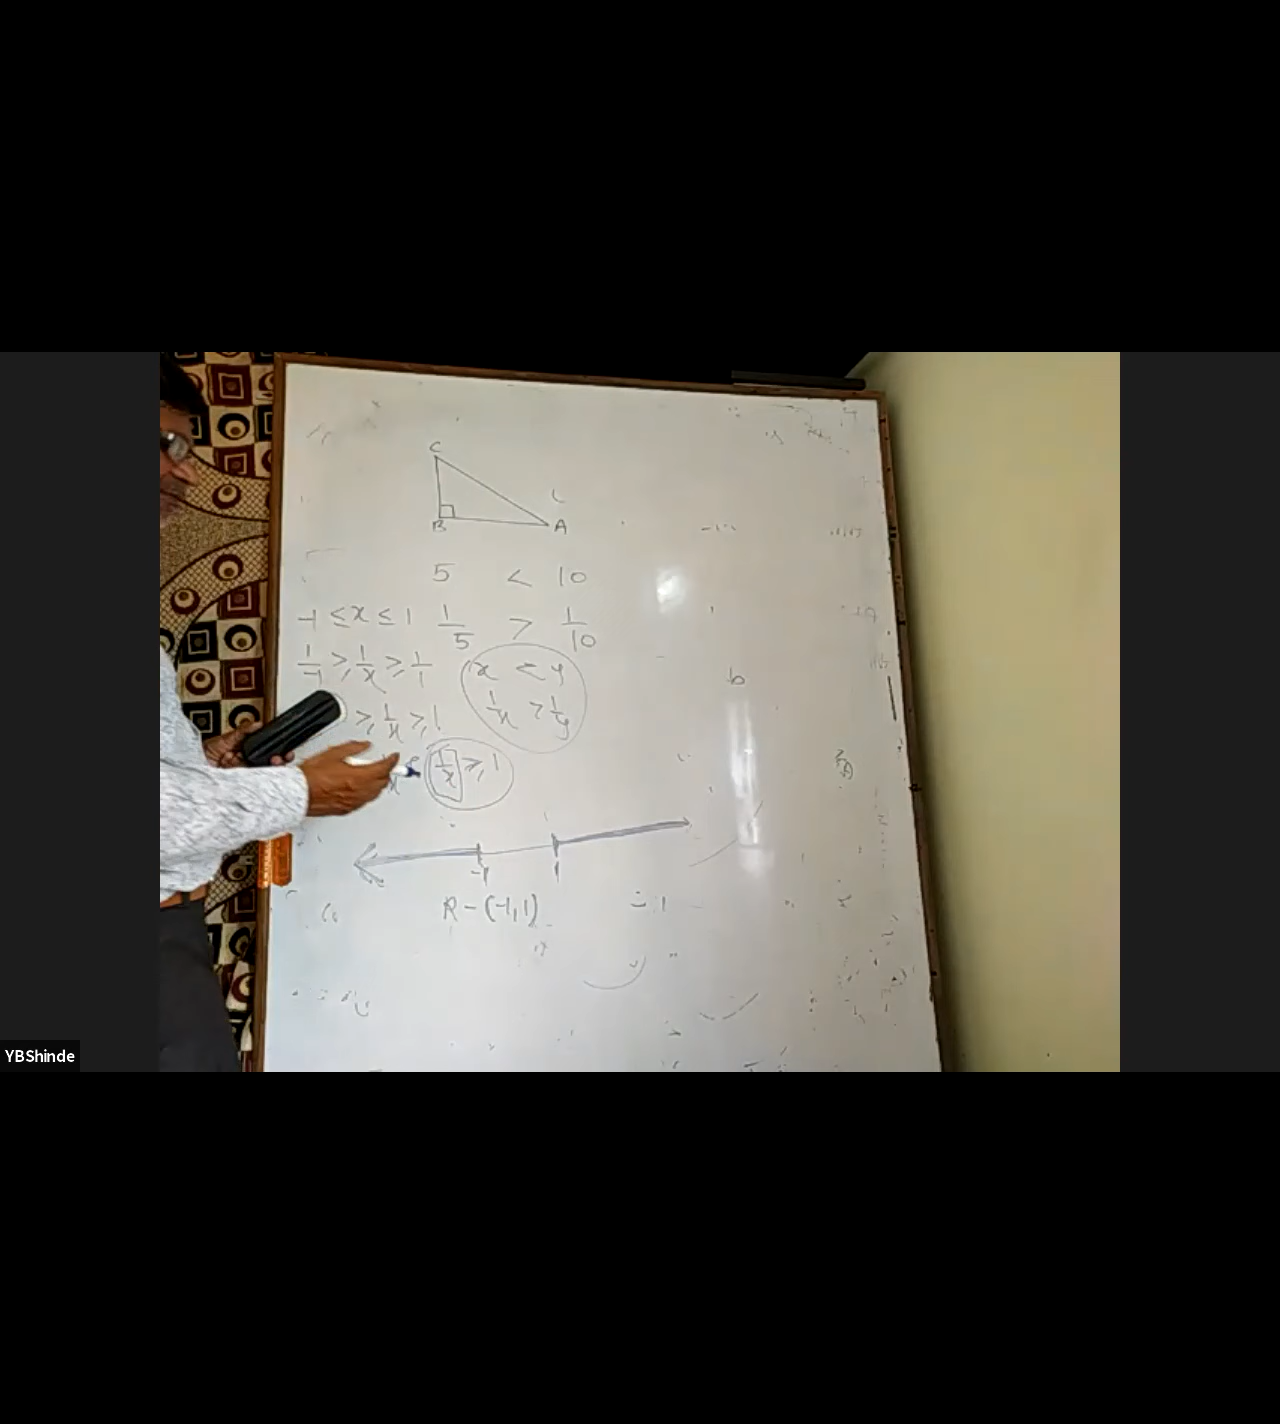 C
B A
5 < 10
-1 ≤ x ≤ 1 1/5 > 1/10
1/-1 ≥ 1/x ≥ 1/1 x < y
≥ 1/x ≥ 1 1/x > 1/y
1/x ≥ 1
-1 1
R - (-1, 1)
b
YBShinde